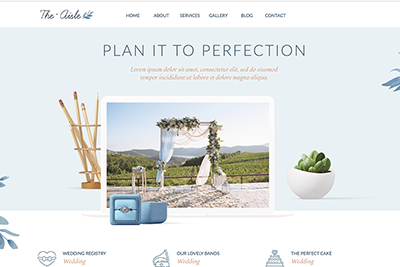 The · Aisle
HOME ABOUT SERVICES GALLERY BLOG CONTACT
PLAN IT TO PERFECTION
Lorem ipsum dolor sit amet, consectetur elit, sed do eiusmod
tempor incididunt ut labore et dolore magna aliqua.
WEDDING REGISTRY
Wedding
OUR LOVELY BANDS
Wedding
THE PERFECT CAKE
Wedding